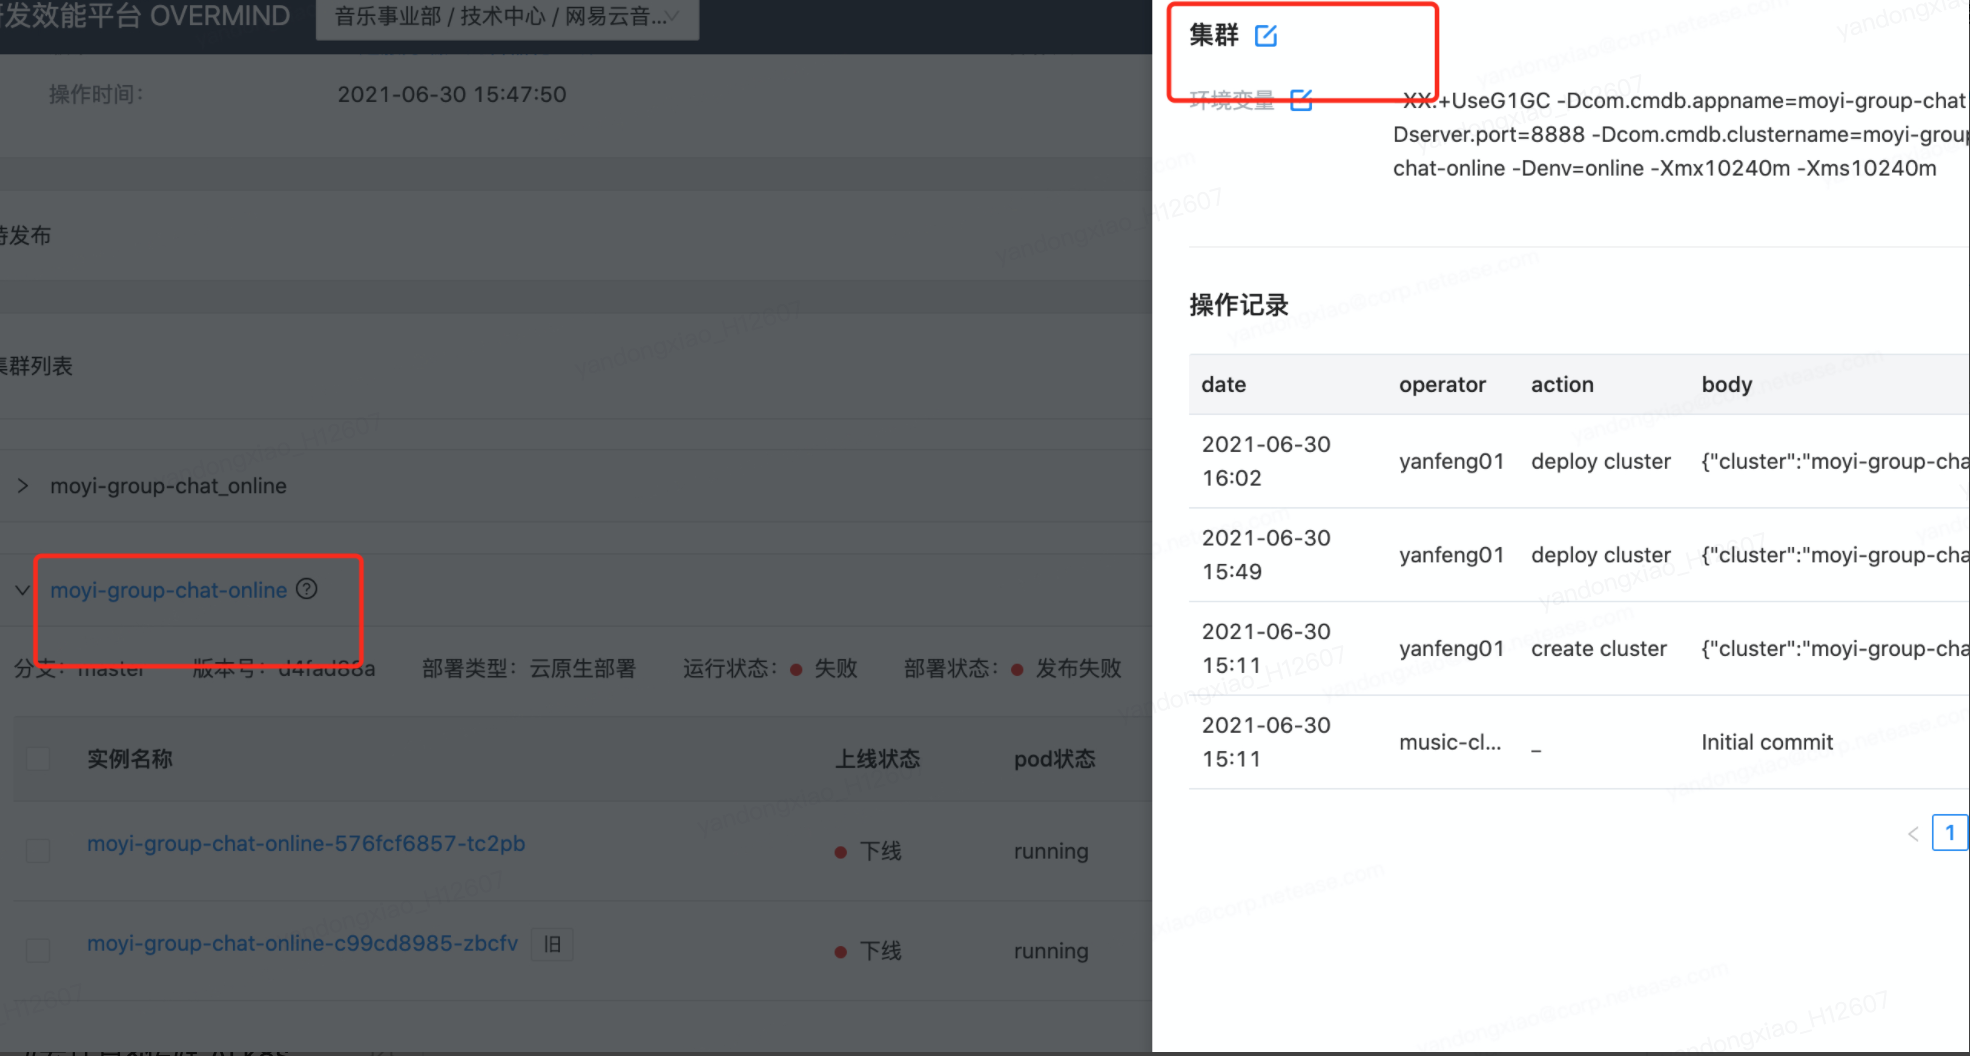 研发效能平台 OVERMIND
音乐事业部 / 技术中心 / 网易云音...
操作时间：
2021-06-30 15:47:50
待发布
集群列表
moyi-group-chat_online
moyi-group-chat-online
分支： master 版本号： d4fad88a 部署类型：云原生部署 运行状态： 失败 部署状态： 发布失败
实例名称 上线状态 pod状态
moyi-group-chat-online-576fcf6857-tc2pb 下线 running
moyi-group-chat-online-c99cd8985-zbcfv 旧 下线 running
集群
环境变量
-XX:+UseG1GC -Dcom.cmdb.appname=moyi-group-chat
Dserver.port=8888 -Dcom.cmdb.clustername=moyi-group
chat-online -Denv=online -Xmx10240m -Xms10240m
操作记录
date operator action body
2021-06-30
16:02
yanfeng01 deploy cluster {"cluster":"moyi-group-cha
2021-06-30
15:49
yanfeng01 deploy cluster {"cluster":"moyi-group-cha
2021-06-30
15:11
yanfeng01 create cluster {"cluster":"moyi-group-cha
2021-06-30
15:11
music-cl... _ Initial commit
< 1